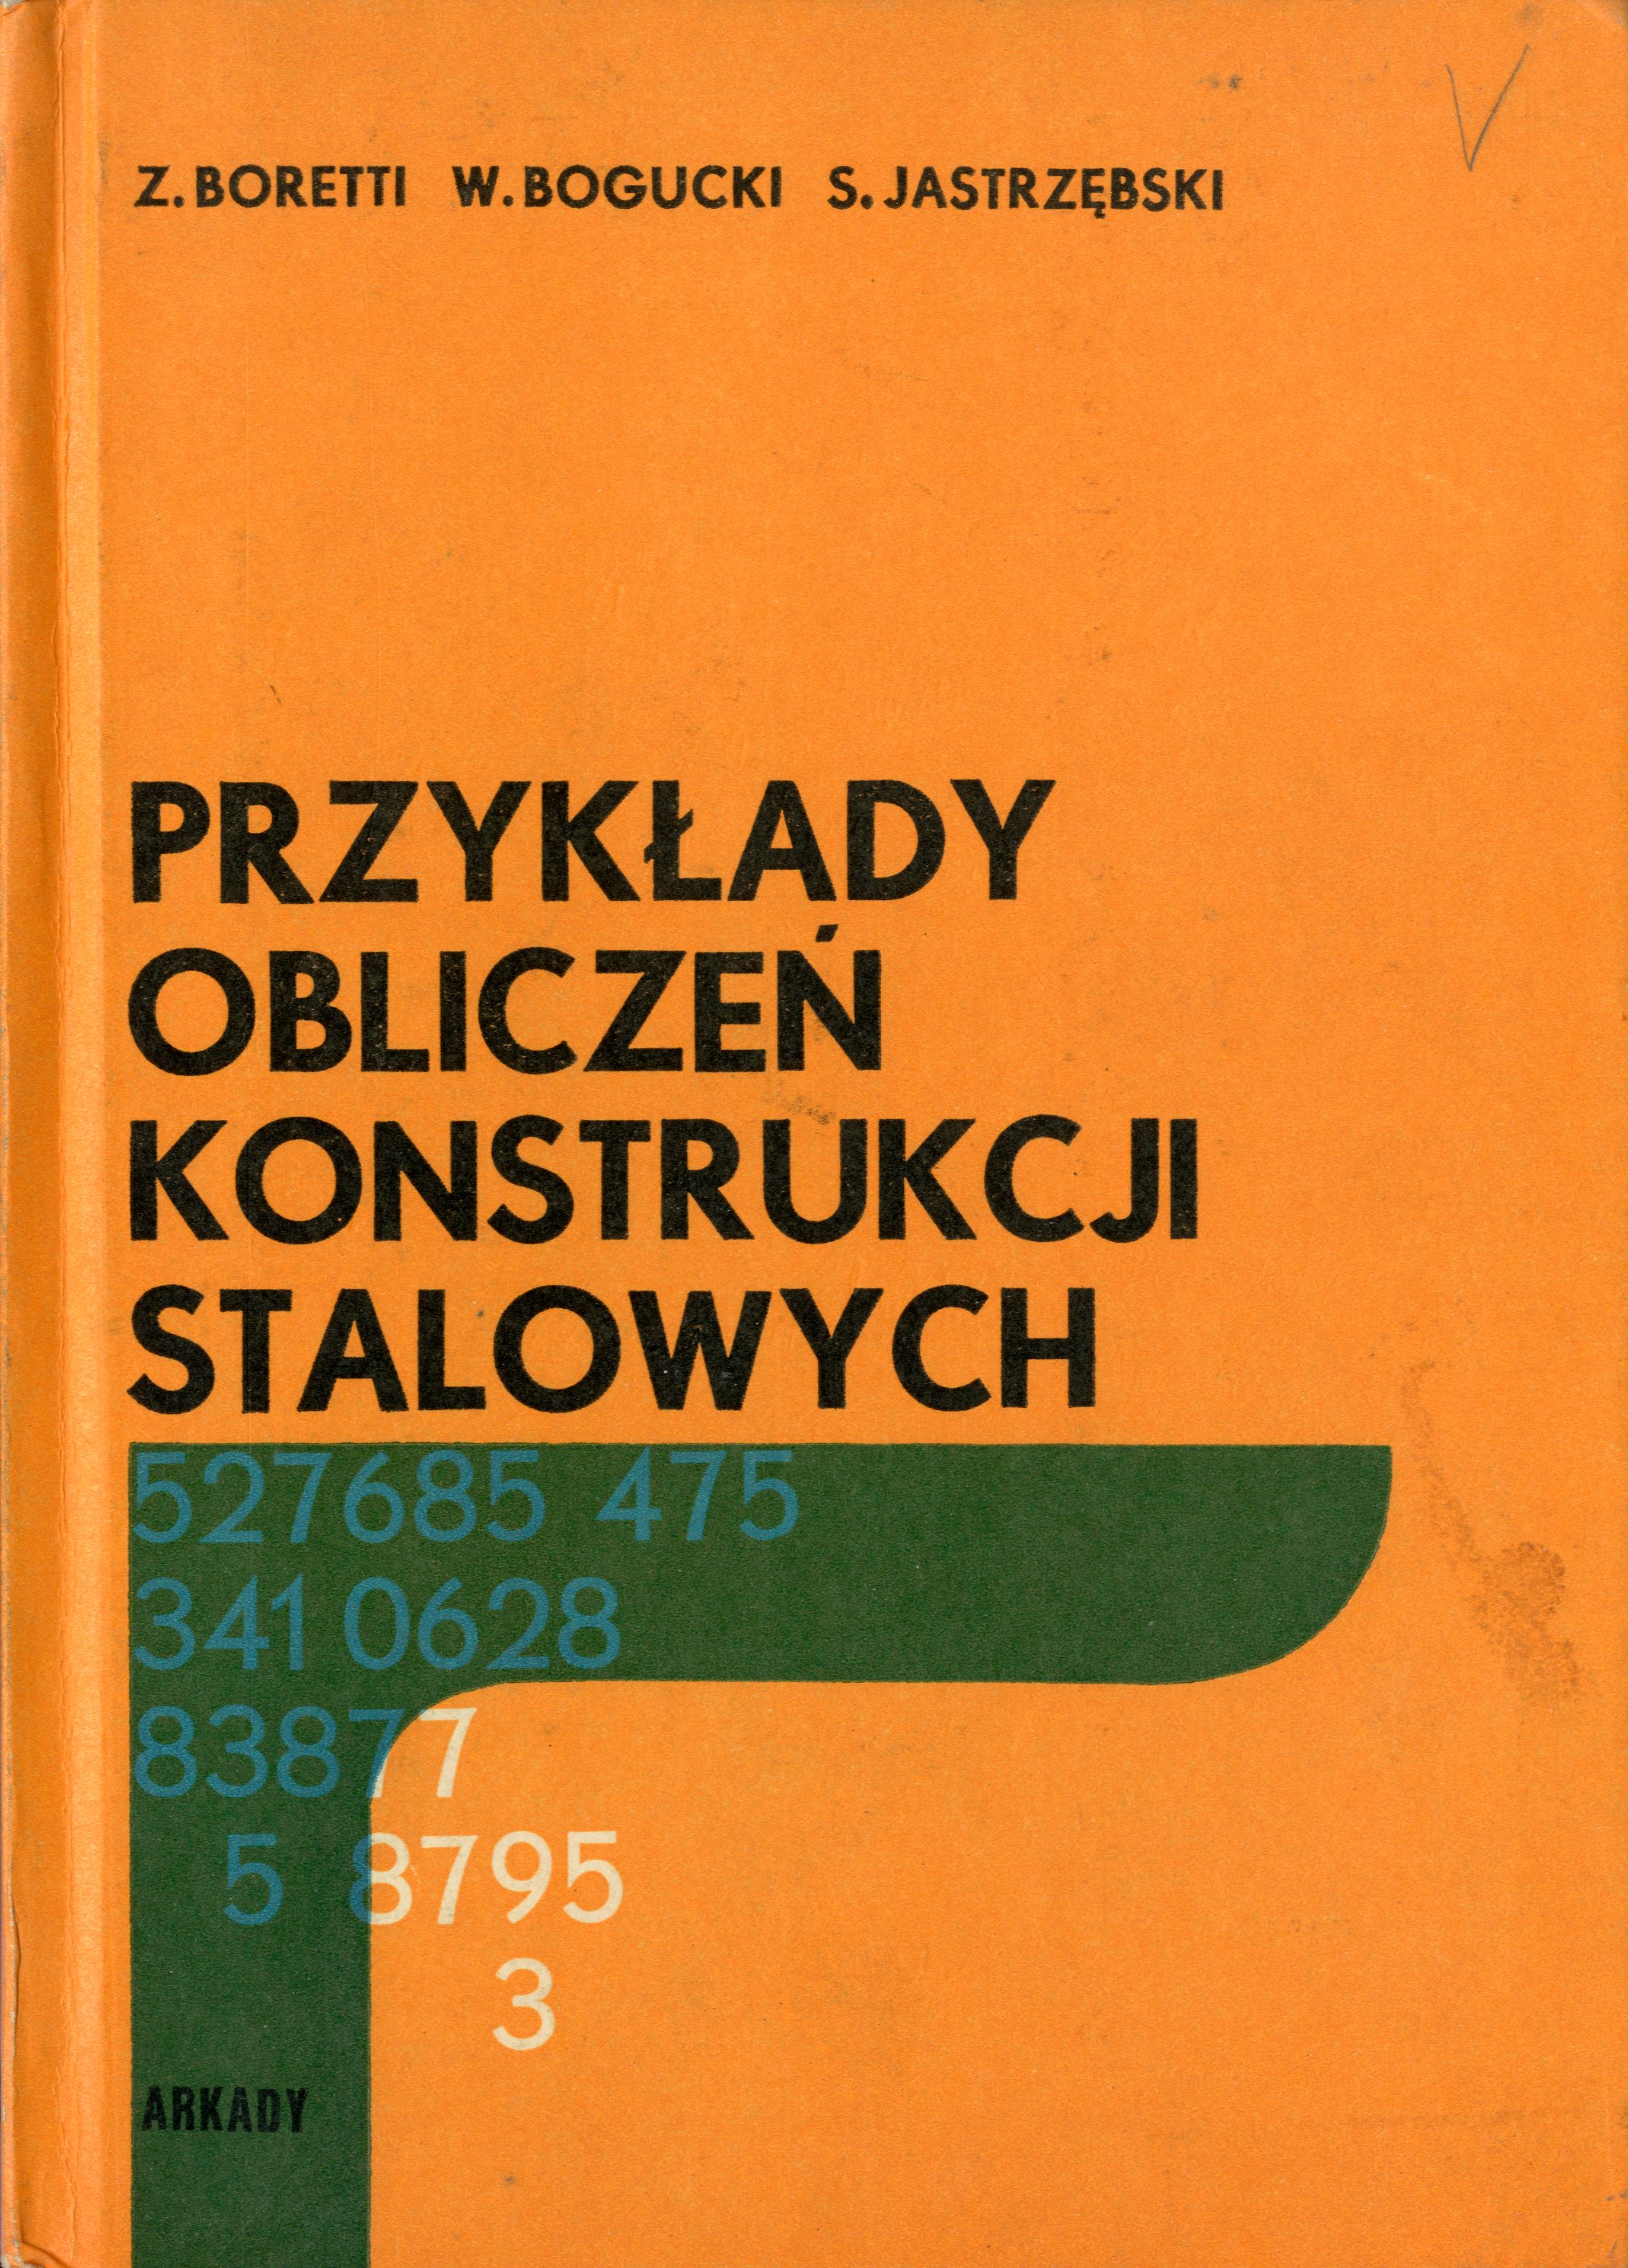 Z. BORETTI W. BOGUCKI S. JASTRZĘBSKI
PRZYKŁADY
OBLICZEŃ
KONSTRUKCJI
STALOWYCH
527685 475
341 0628
83877
5 8795
3
ARKADY